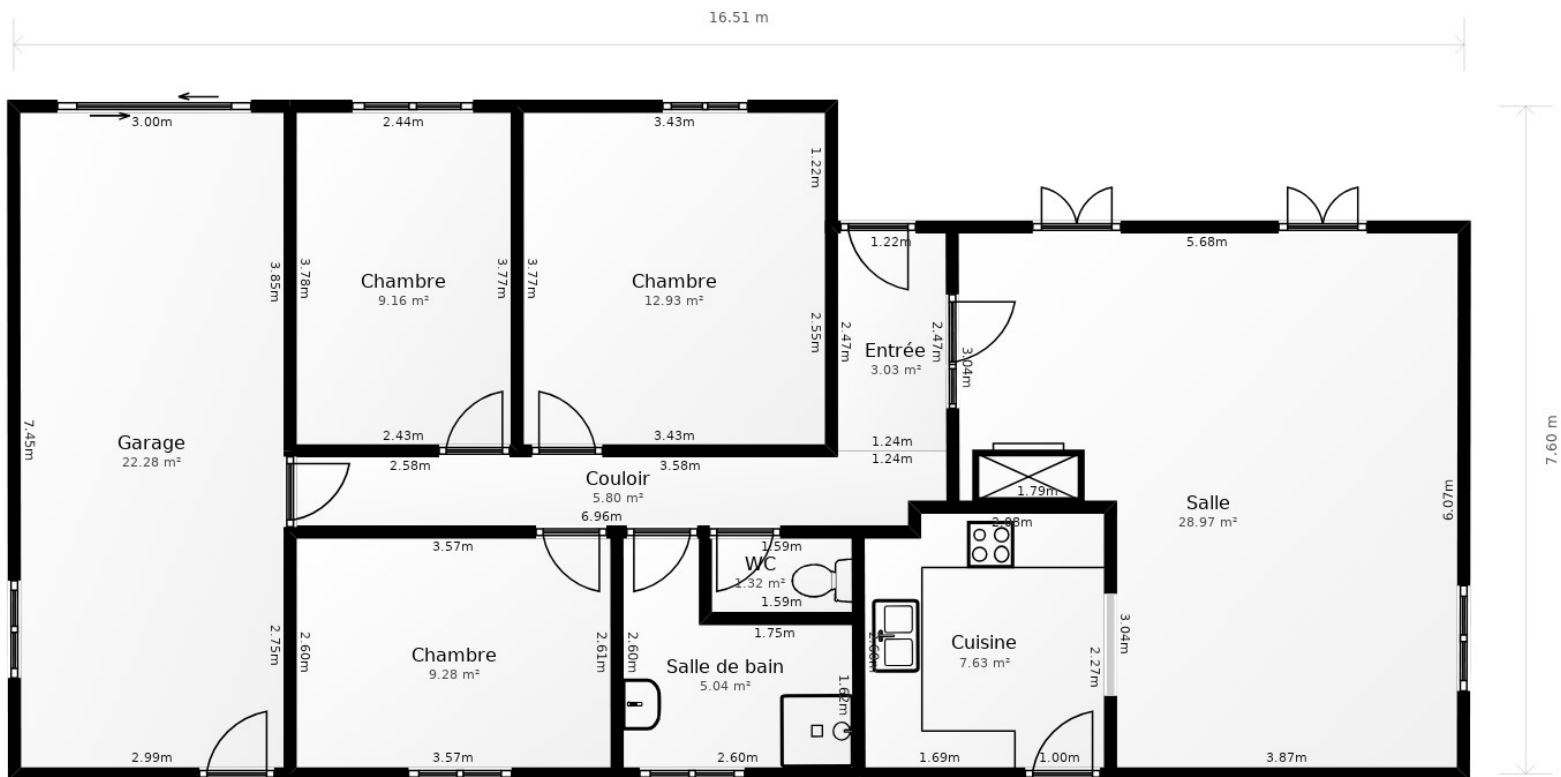 16.51 m
3.00m
2.44m
3.43m
1.22m
1.22m
5.68m
3.85m
3.78m
3.77m
3.77m
Chambre
9.16 m²
Chambre
12.93 m²
2.55m
2.47m
2.47m
3.04m
Entrée
3.03 m²
7.45m
Garage
22.28 m²
2.43m
3.43m
1.24m
1.24m
7.60 m
2.58m
3.58m
Couloir
5.80 m²
6.96m
1.79m
2.08m
Salle
28.97 m²
6.07m
3.57m
1.59m
WC
1.32 m²
1.59m
2.75m
2.60m
Chambre
9.28 m²
2.61m
2.60m
1.75m
Salle de bain
5.04 m²
1.62m
2.60m
Cuisine
7.63 m²
2.27m
3.04m
2.99m
3.57m
2.60m
1.69m
1.00m
3.87m